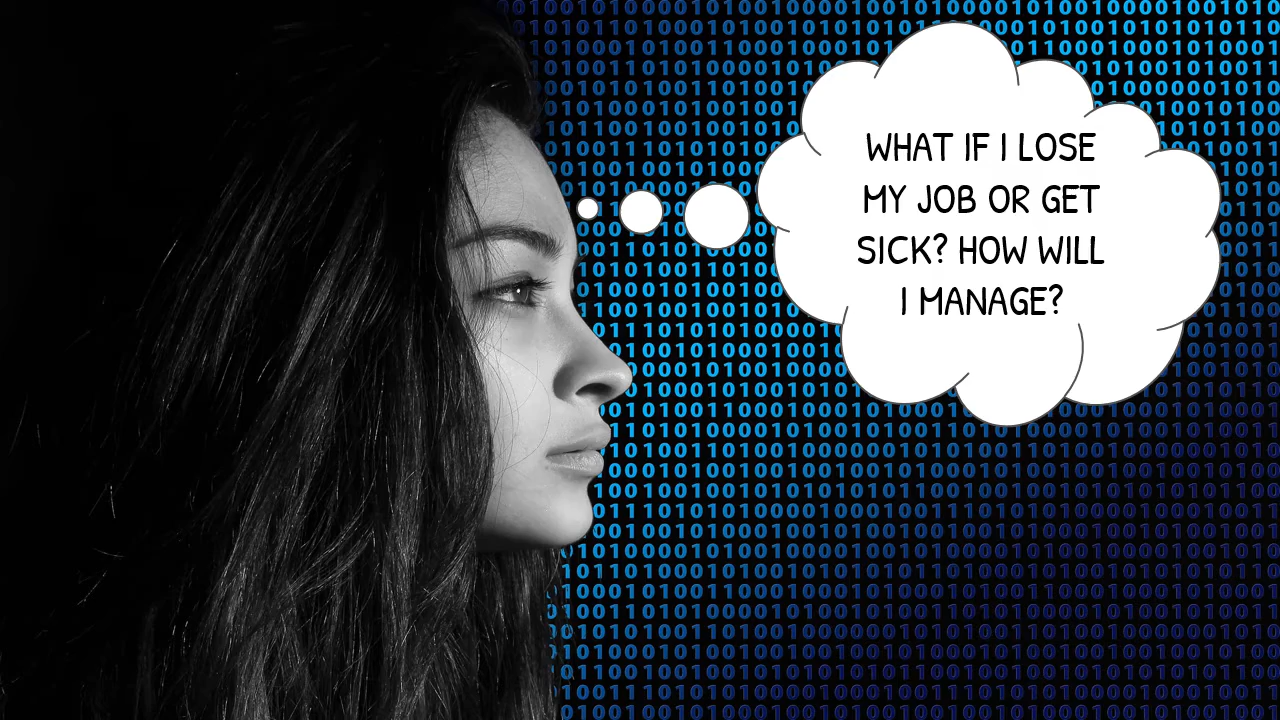 WHAT IF I LOSE
MY JOB OR GET
SICK? HOW WILL
I MANAGE?